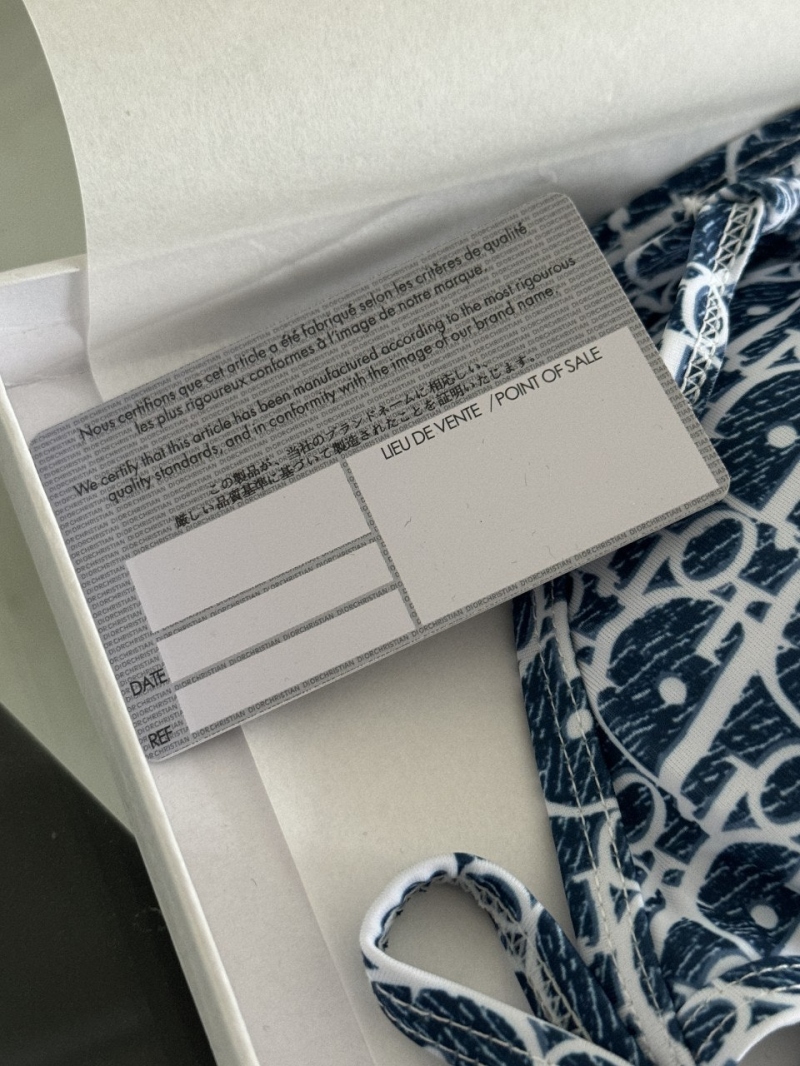 Nous certifions que cet article a été fabriqué selon les critères de qualité
les plus rigoureux conformes à l'image de notre marque.
We certify that this article has been manufactured according to the most rigourous
quality standards, and in conformity with the image of our brand name.
この製品が、当社のブランドネームに相応しい、
厳しい品質基準に基づいて製造されたことを証明いたします。
LIEU DE VENTE / POINT OF SALE
DATE
REF